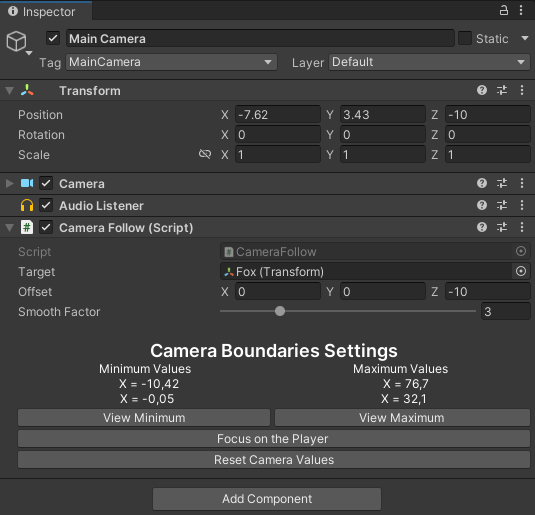 Inspector
Main Camera Static
Tag MainCamera Layer Default
Transform
Position X -7.62 Y 3.43 Z -10
Rotation X 0 Y 0 Z 0
Scale X 1 Y 1 Z 1
Camera
Audio Listener
# Camera Follow (Script)
Script # CameraFollow
Target Fox (Transform)
Offset X 0 Y 0 Z -10
Smooth Factor 3
Camera Boundaries Settings
Minimum Values Maximum Values
X = -10,42 X = 76,7
X = -0,05 X = 32,1
View Minimum View Maximum
Focus on the Player
Reset Camera Values
Add Component